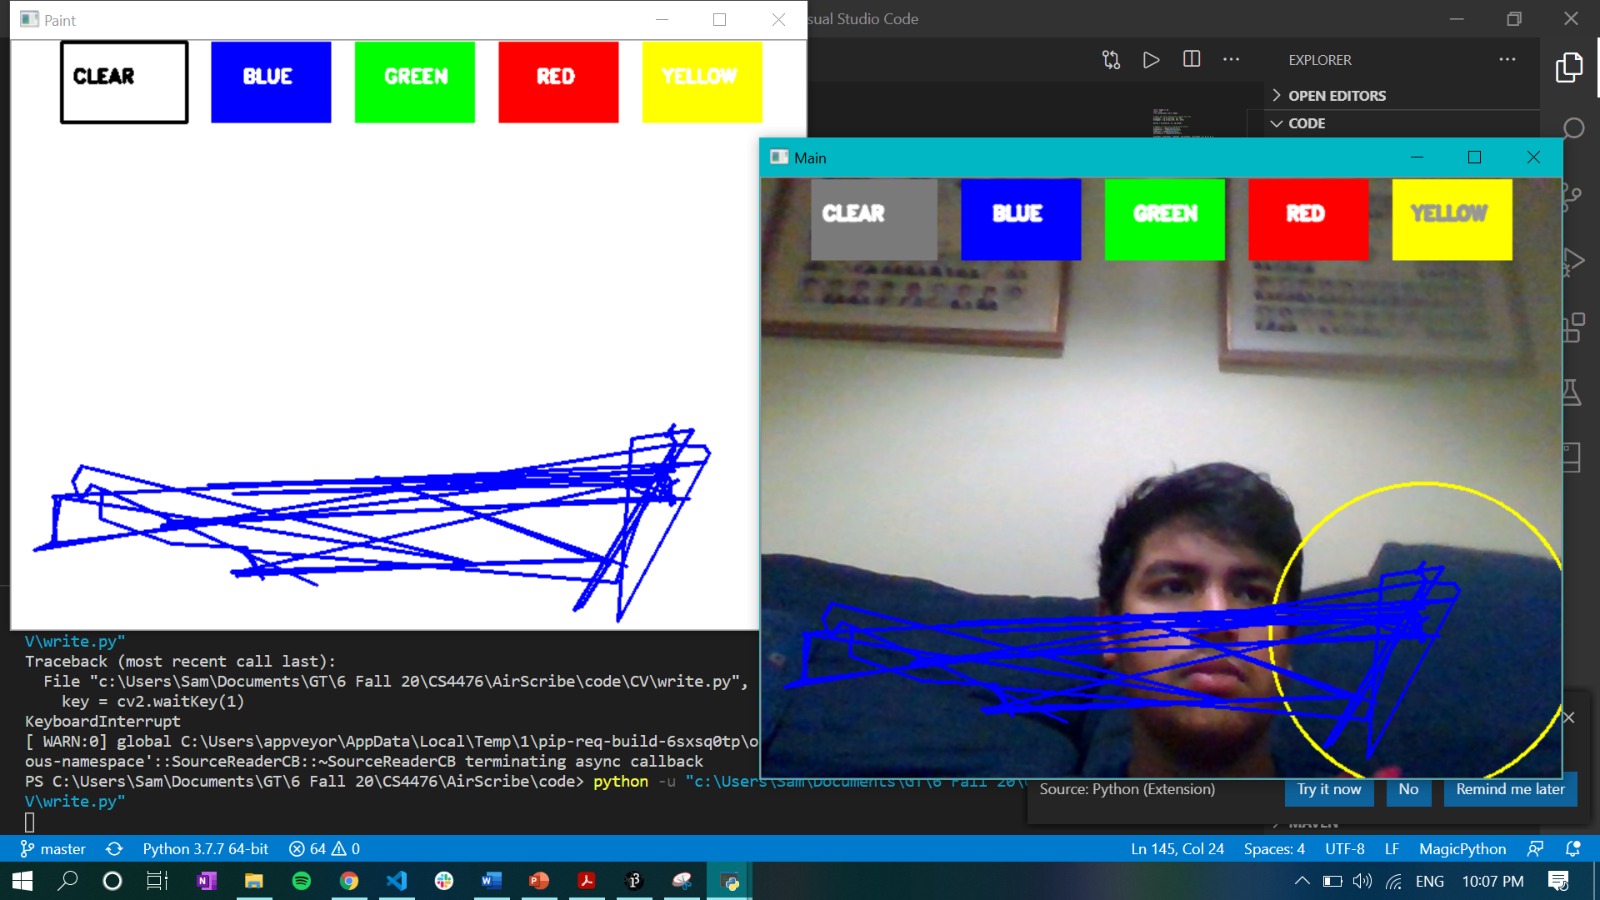 Paint
CLEAR
BLUE
GREEN
RED
YELLOW
sual Studio Code
EXPLORER
OPEN EDITORS
CODE
Main
CLEAR
BLUE
GREEN
RED
YELLOW
V\write.py"
Traceback (most recent call last):
File "c:\Users\Sam\Documents\GT\6 Fall 20\CS4476\AirScribe\code\CV\write.py",
key = cv2.waitKey(1)
KeyboardInterrupt
[ WARN:0] global C:\Users\appveyor\AppData\Local\Temp\1\pip-req-build-6sxsq0tp\o
ous-namespace'::SourceReaderCB::~SourceReaderCB terminating async callback
PS C:\Users\Sam\Documents\GT\6 Fall 20\CS4476\AirScribe\code> python -u "c:\Users\Sam\Documents\GT\6 Fall 20\
V\write.py"
Source: Python (Extension)
Try it now
No
Remind me later
MAVEN
master
Python 3.7.7 64-bit
64
0
Ln 145, Col 24
Spaces: 4
UTF-8
LF
MagicPython
ENG
10:07 PM